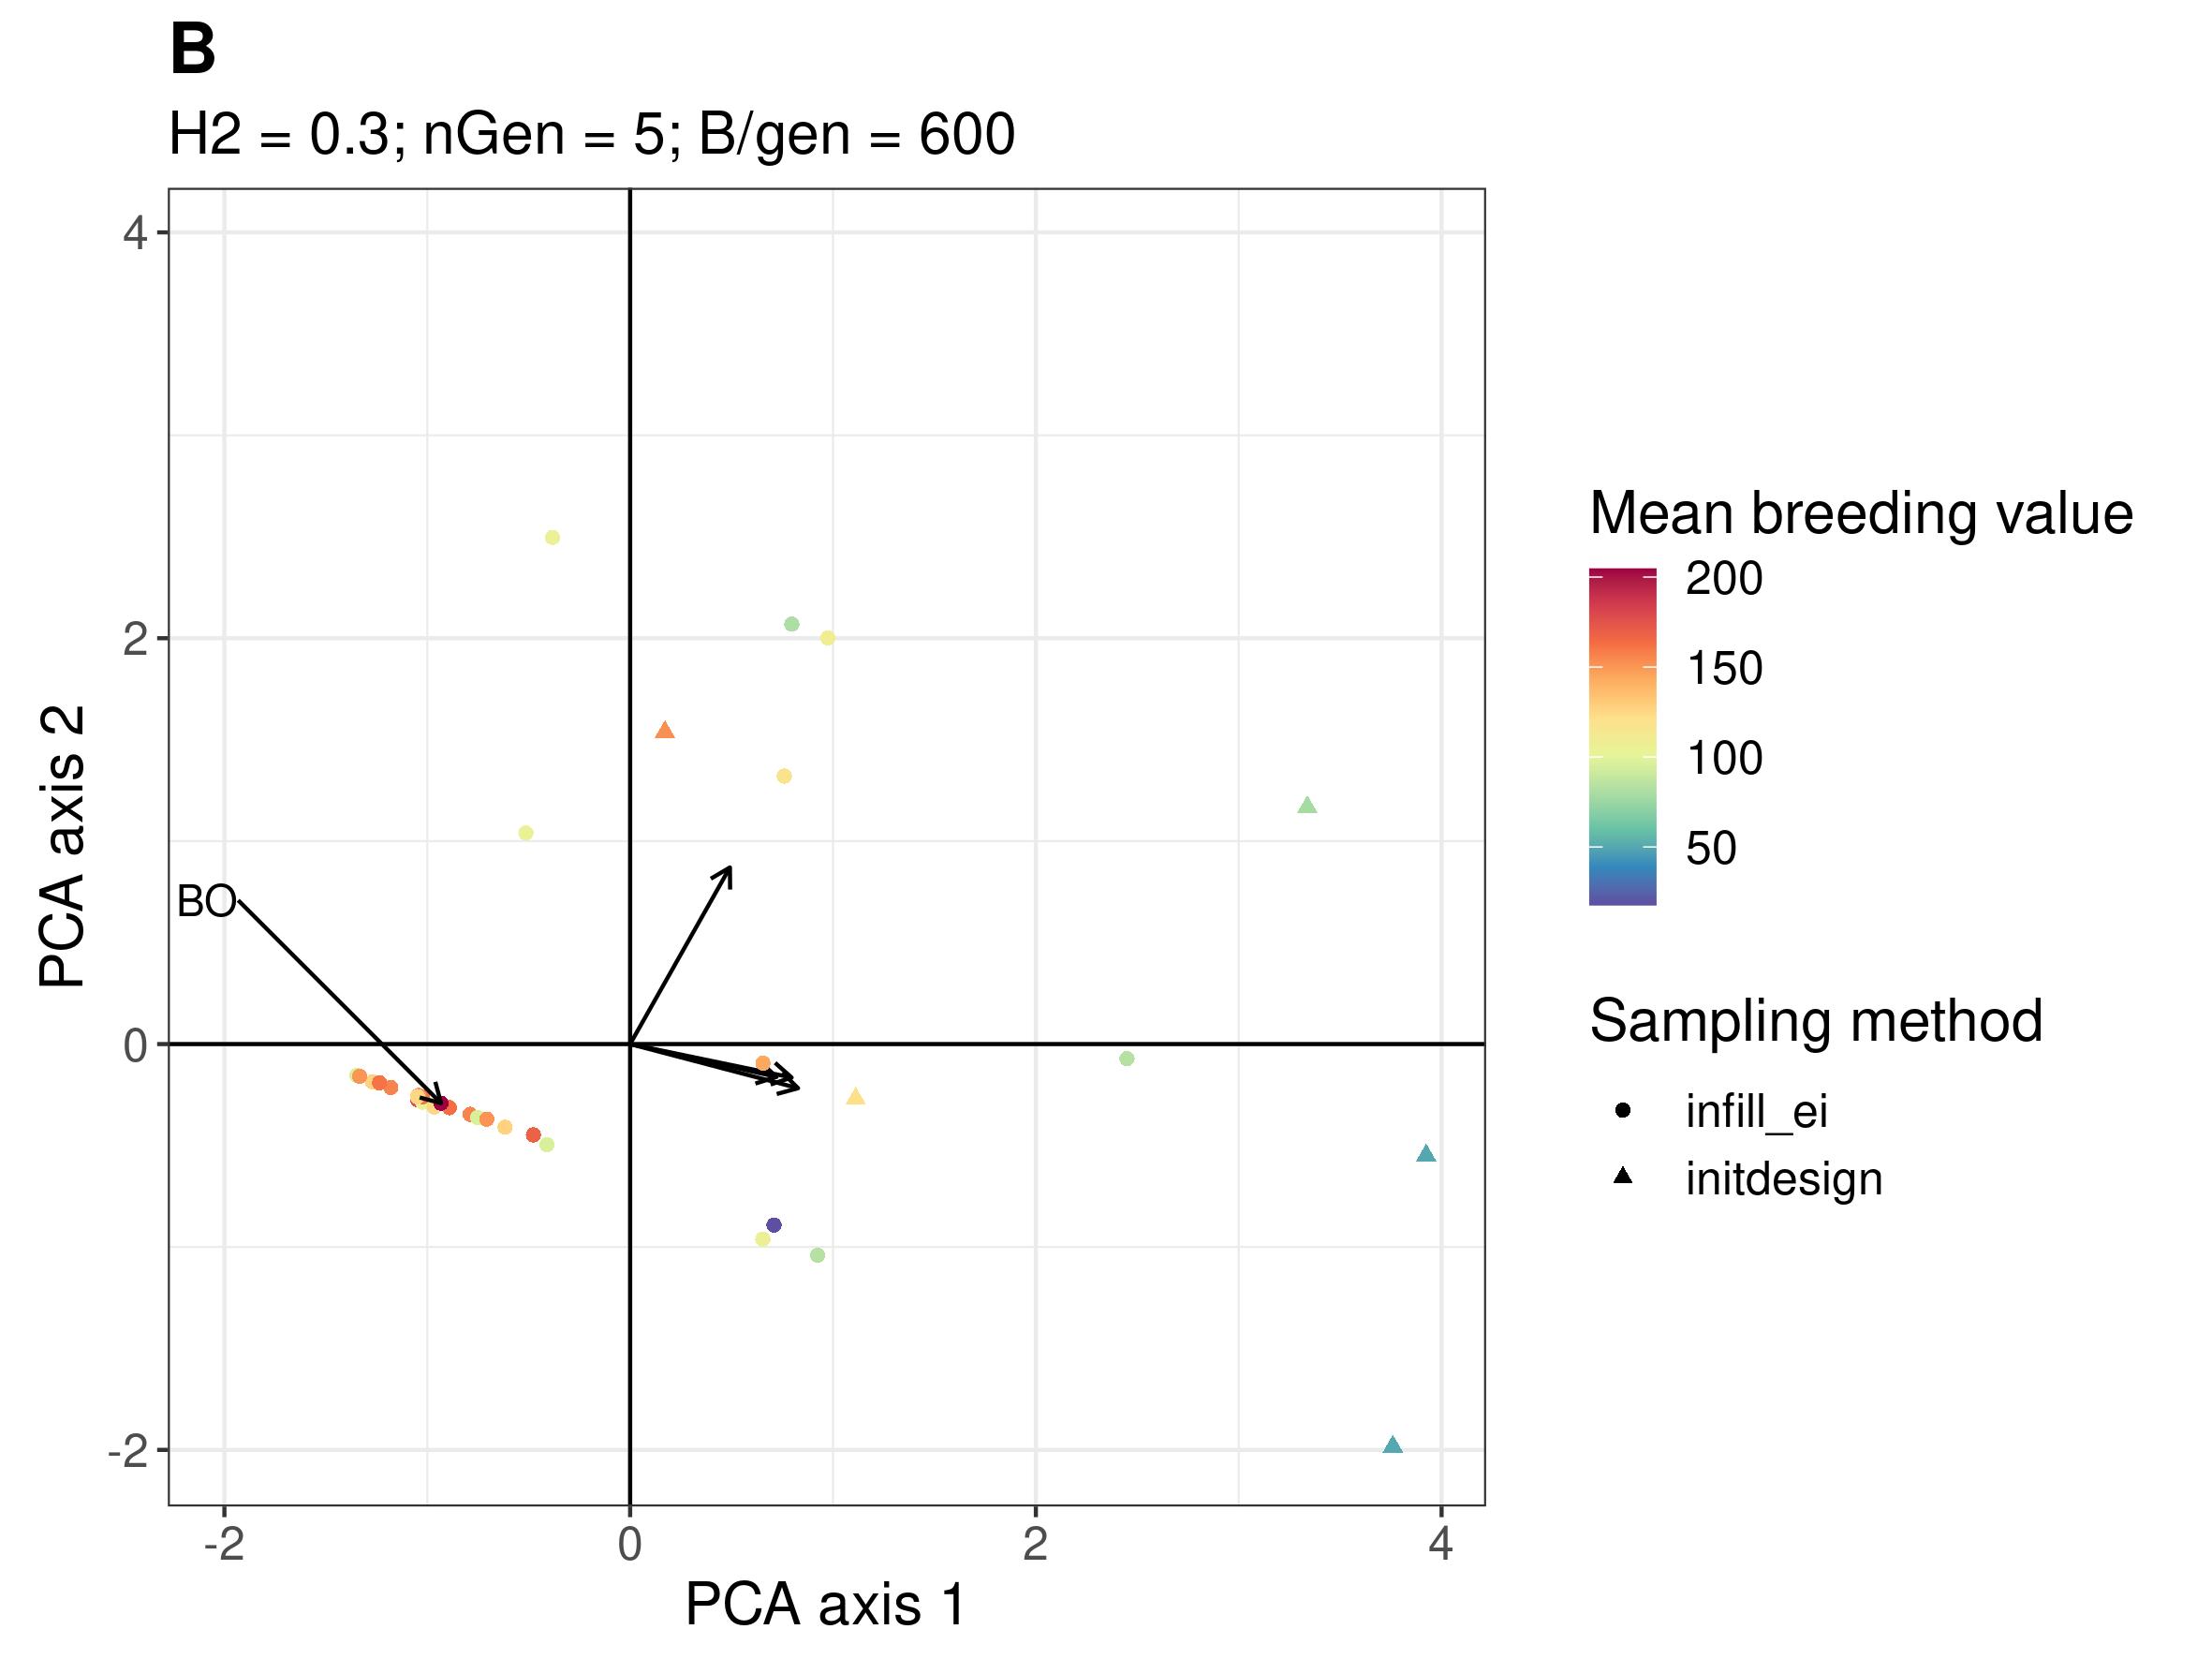 B
H2 = 0.3; nGen = 5; B/gen = 600
4
2
0
-2
PCA axis 2
BO
-2
0
2
4
PCA axis 1
Mean breeding value
200
150
100
50
Sampling method
infill_ei
initdesign